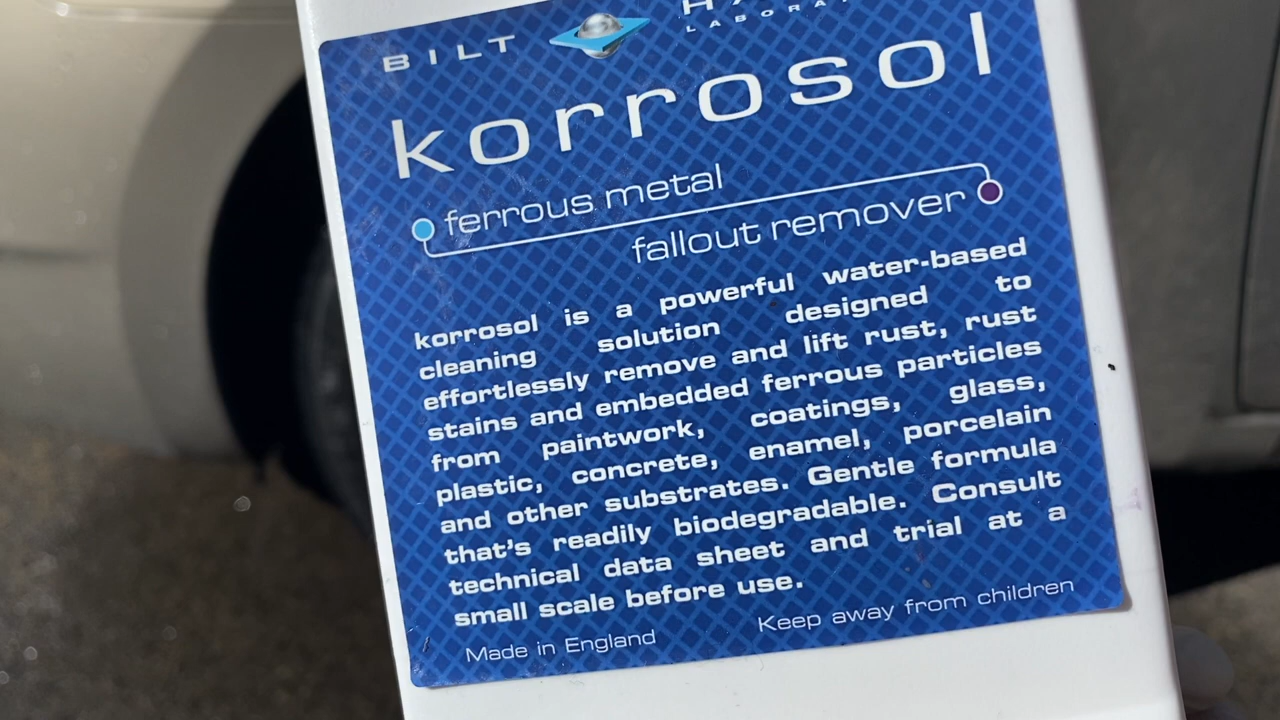 BILT
korrosol
ferrous metal
fallout remover
korrosol is a powerful water-based
cleaning solution designed to
effortlessly remove and lift rust, rust
stains and embedded ferrous particles
from paintwork, coatings, glass,
plastic, concrete, enamel, porcelain
and other substrates. Gentle formula
that's readily biodegradable. Consult
technical data sheet and trial at a
small scale before use.
Made in England Keep away from children